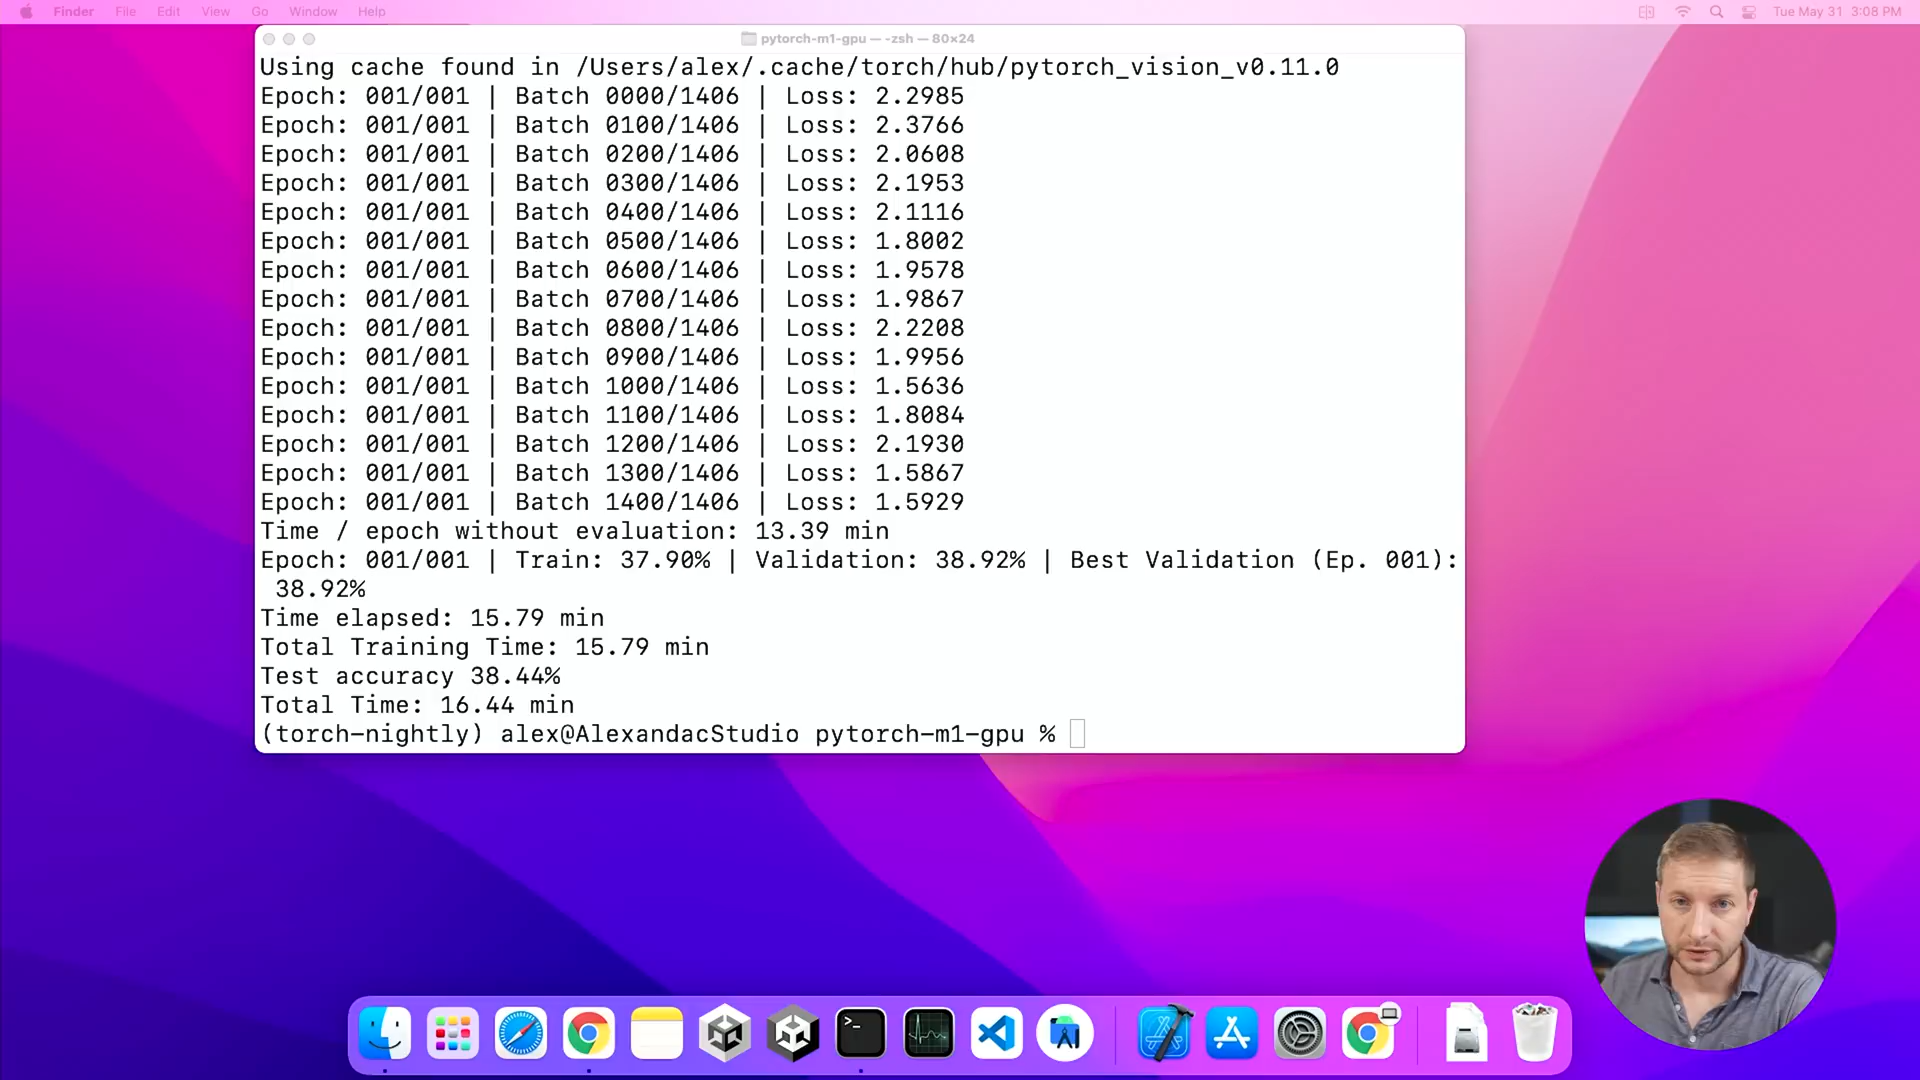 Finder File Edit View Go Window Help Tue May 31 3:08 PM
pytorch-m1-gpu — -zsh — 80×24
Using cache found in /Users/alex/.cache/torch/hub/pytorch_vision_v0.11.0
Epoch: 001/001 | Batch 0000/1406 | Loss: 2.2985
Epoch: 001/001 | Batch 0100/1406 | Loss: 2.3766
Epoch: 001/001 | Batch 0200/1406 | Loss: 2.0608
Epoch: 001/001 | Batch 0300/1406 | Loss: 2.1953
Epoch: 001/001 | Batch 0400/1406 | Loss: 2.1116
Epoch: 001/001 | Batch 0500/1406 | Loss: 1.8002
Epoch: 001/001 | Batch 0600/1406 | Loss: 1.9578
Epoch: 001/001 | Batch 0700/1406 | Loss: 1.9867
Epoch: 001/001 | Batch 0800/1406 | Loss: 2.2208
Epoch: 001/001 | Batch 0900/1406 | Loss: 1.9956
Epoch: 001/001 | Batch 1000/1406 | Loss: 1.5636
Epoch: 001/001 | Batch 1100/1406 | Loss: 1.8084
Epoch: 001/001 | Batch 1200/1406 | Loss: 2.1930
Epoch: 001/001 | Batch 1300/1406 | Loss: 1.5867
Epoch: 001/001 | Batch 1400/1406 | Loss: 1.5929
Time / epoch without evaluation: 13.39 min
Epoch: 001/001 | Train: 37.90% | Validation: 38.92% | Best Validation (Ep. 001):
38.92%
Time elapsed: 15.79 min
Total Training Time: 15.79 min
Test accuracy 38.44%
Total Time: 16.44 min
(torch-nightly) alex@AlexandacStudio pytorch-m1-gpu %